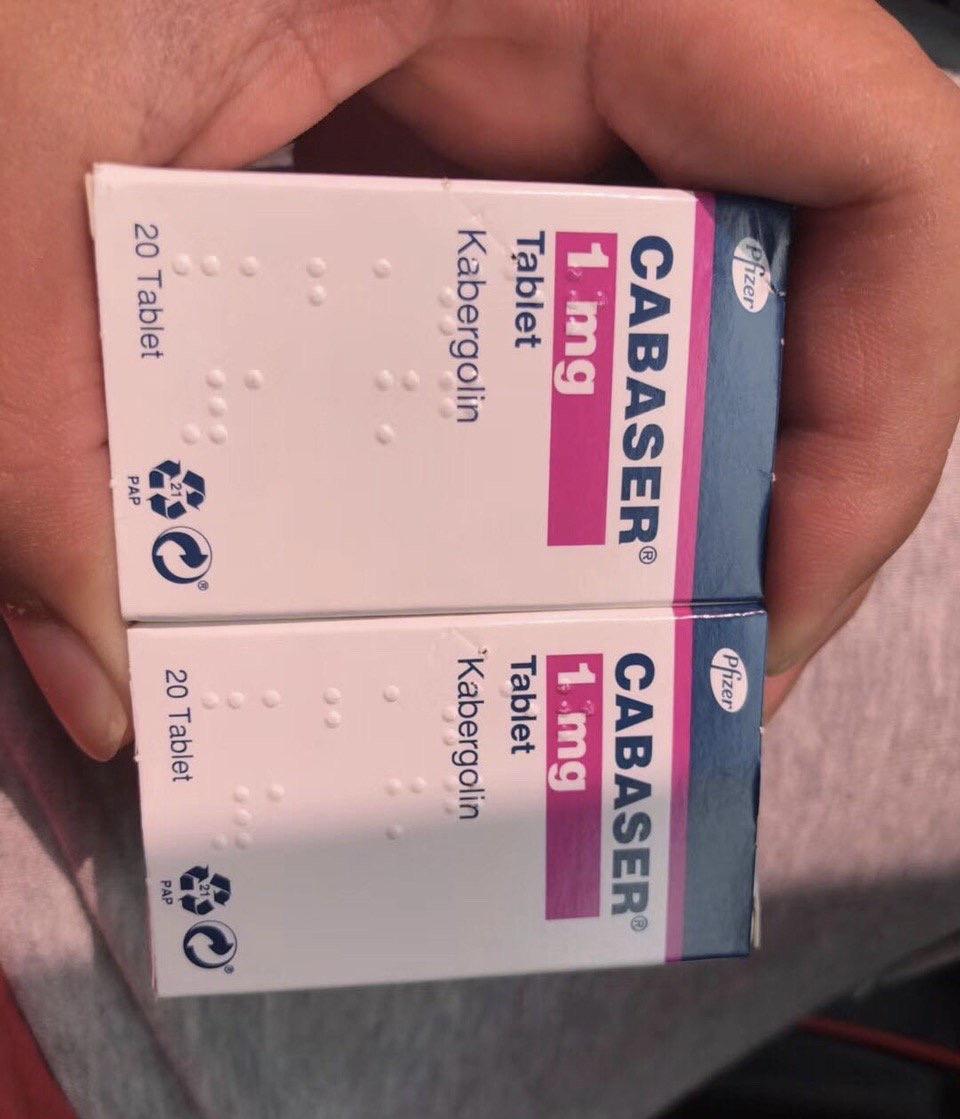 Pfizer
CABASER®
1 mg
Tablet
Kabergolin
20 Tablet
21
PAP
®
Pfizer
CABASER®
1 mg
Tablet
Kabergolin
20 Tablet
21
PAP
®